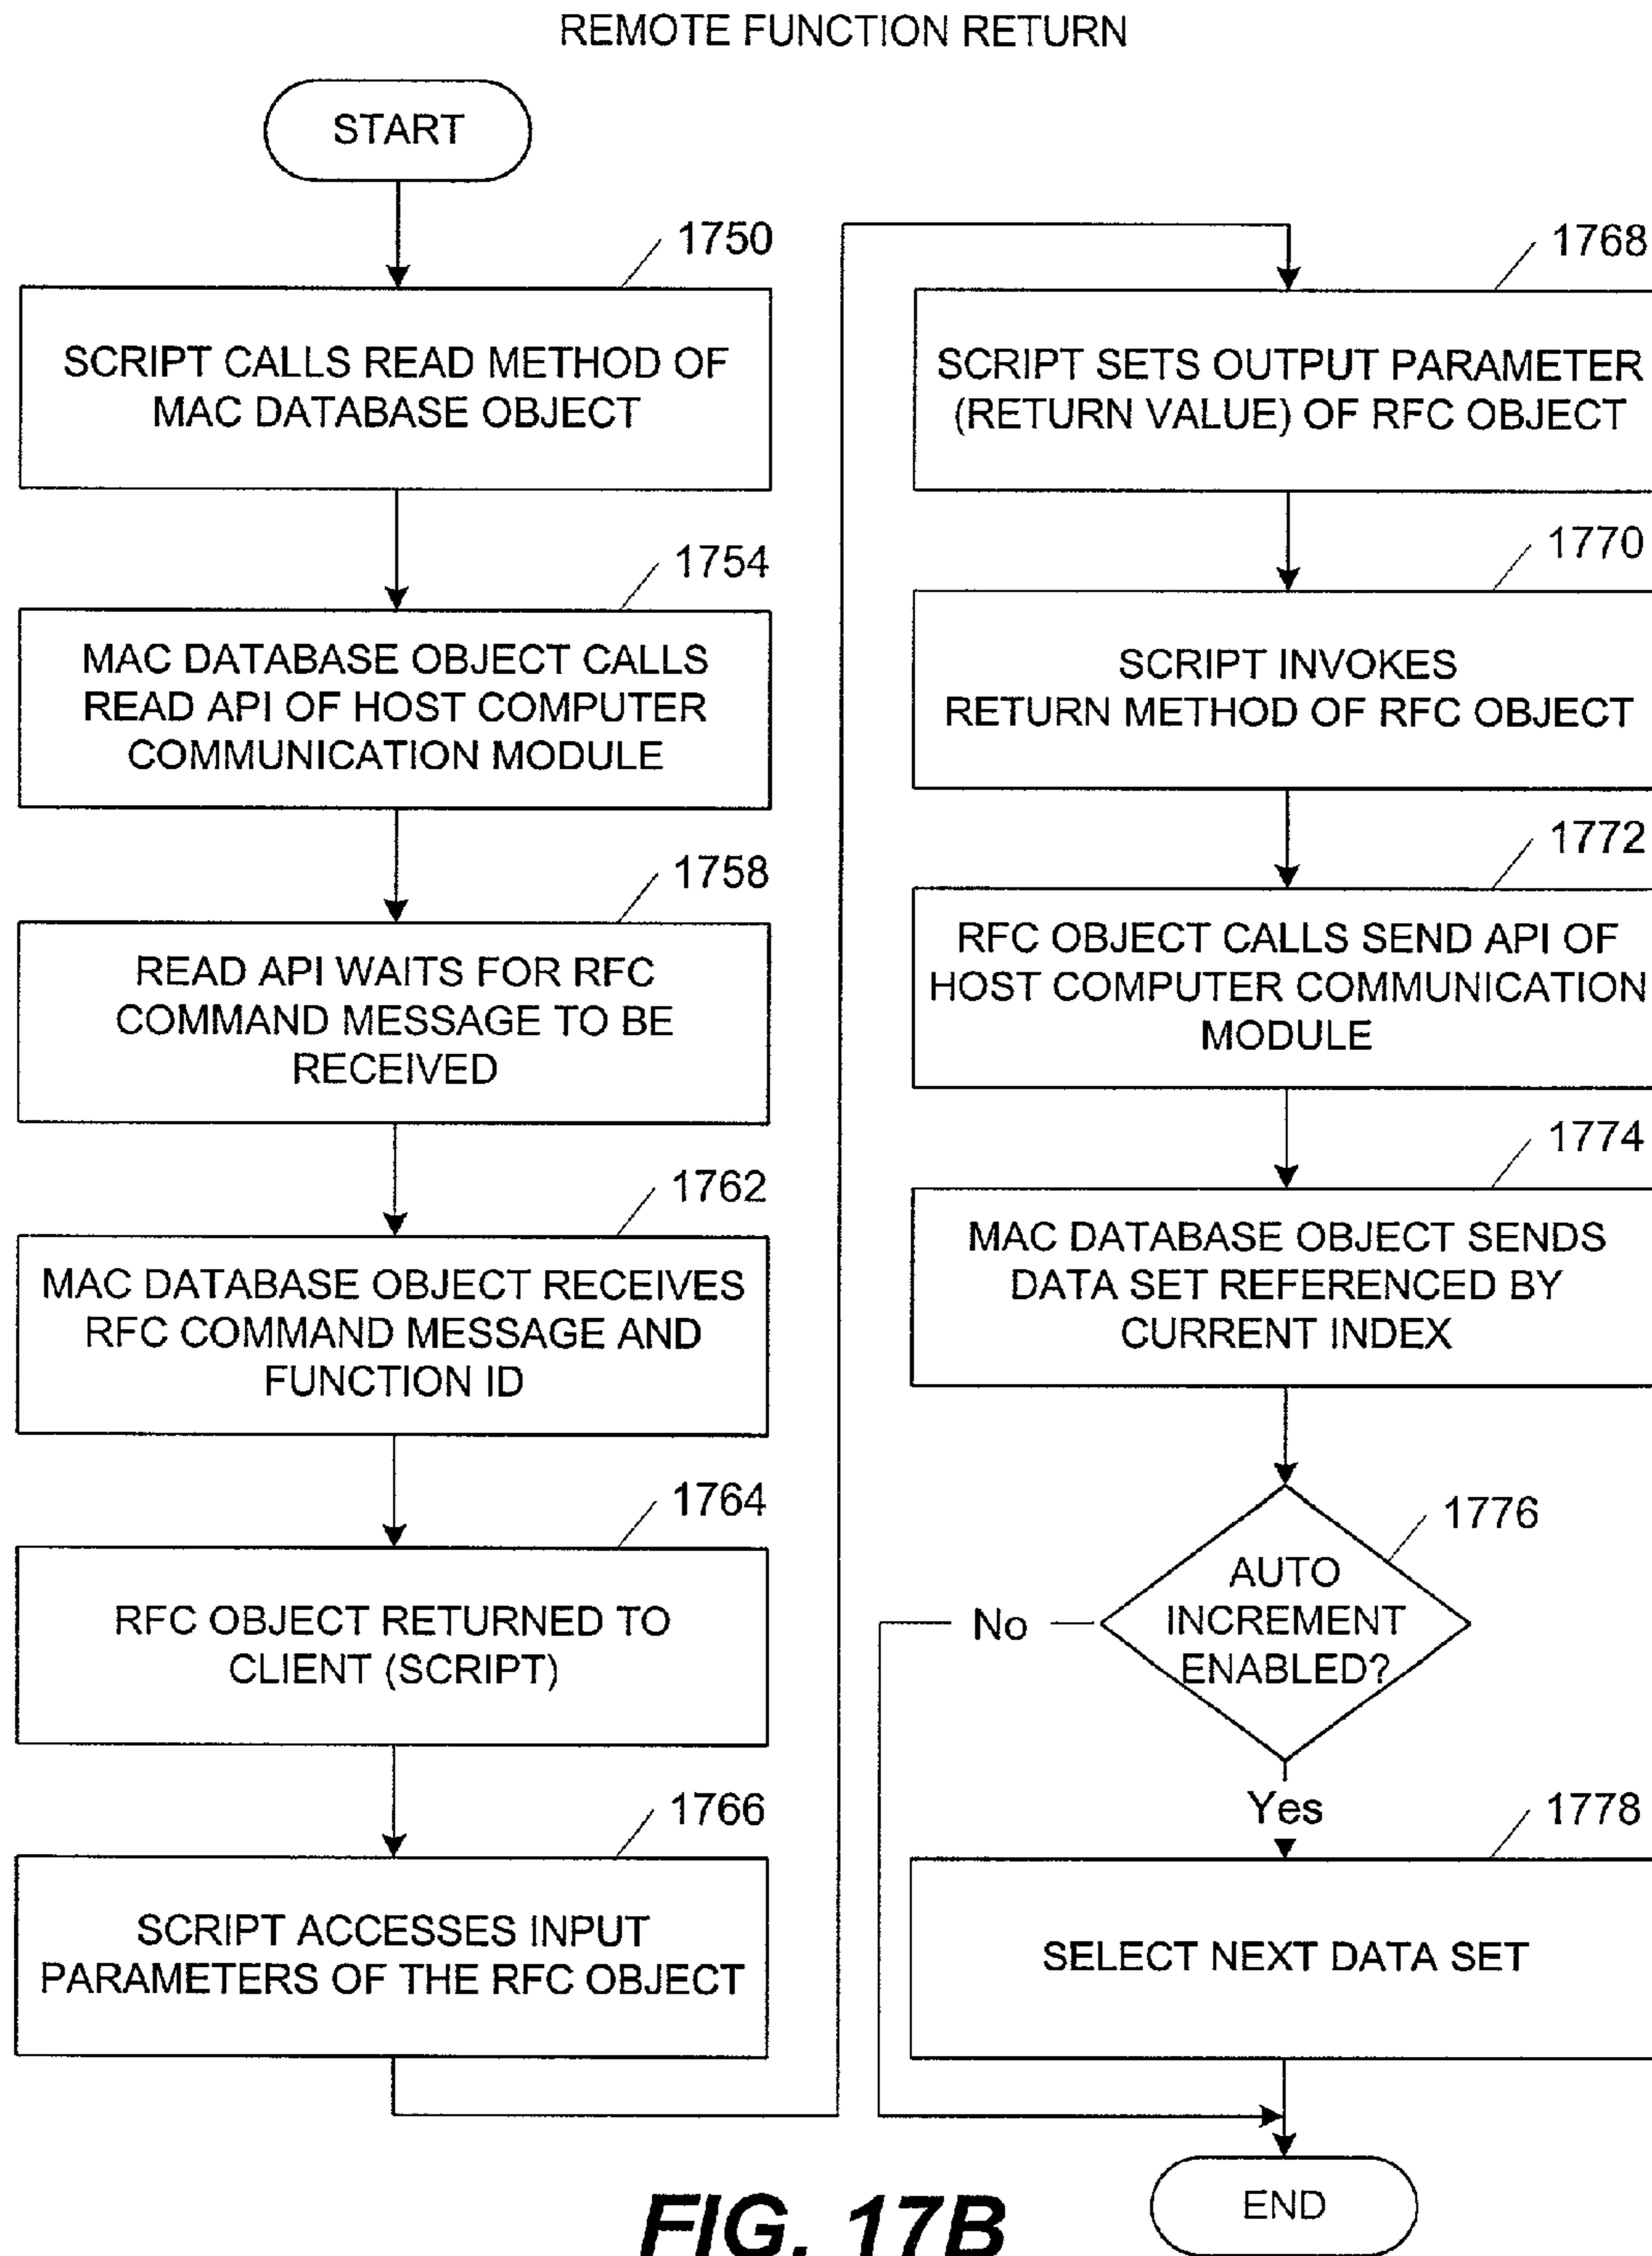 REMOTE FUNCTION RETURN
START
1750
SCRIPT CALLS READ METHOD OF
MAC DATABASE OBJECT
1754
MAC DATABASE OBJECT CALLS
READ API OF HOST COMPUTER
COMMUNICATION MODULE
1758
READ API WAITS FOR RFC
COMMAND MESSAGE TO BE
RECEIVED
1762
MAC DATABASE OBJECT RECEIVES
RFC COMMAND MESSAGE AND
FUNCTION ID
1764
RFC OBJECT RETURNED TO
CLIENT (SCRIPT)
1766
SCRIPT ACCESSES INPUT
PARAMETERS OF THE RFC OBJECT
1768
SCRIPT SETS OUTPUT PARAMETER
(RETURN VALUE) OF RFC OBJECT
1770
SCRIPT INVOKES
RETURN METHOD OF RFC OBJECT
1772
RFC OBJECT CALLS SEND API OF
HOST COMPUTER COMMUNICATION
MODULE
1774
MAC DATABASE OBJECT SENDS
DATA SET REFERENCED BY
CURRENT INDEX
1776
AUTO
INCREMENT
ENABLED?
No
Yes
1778
SELECT NEXT DATA SET
END
FIG. 17B